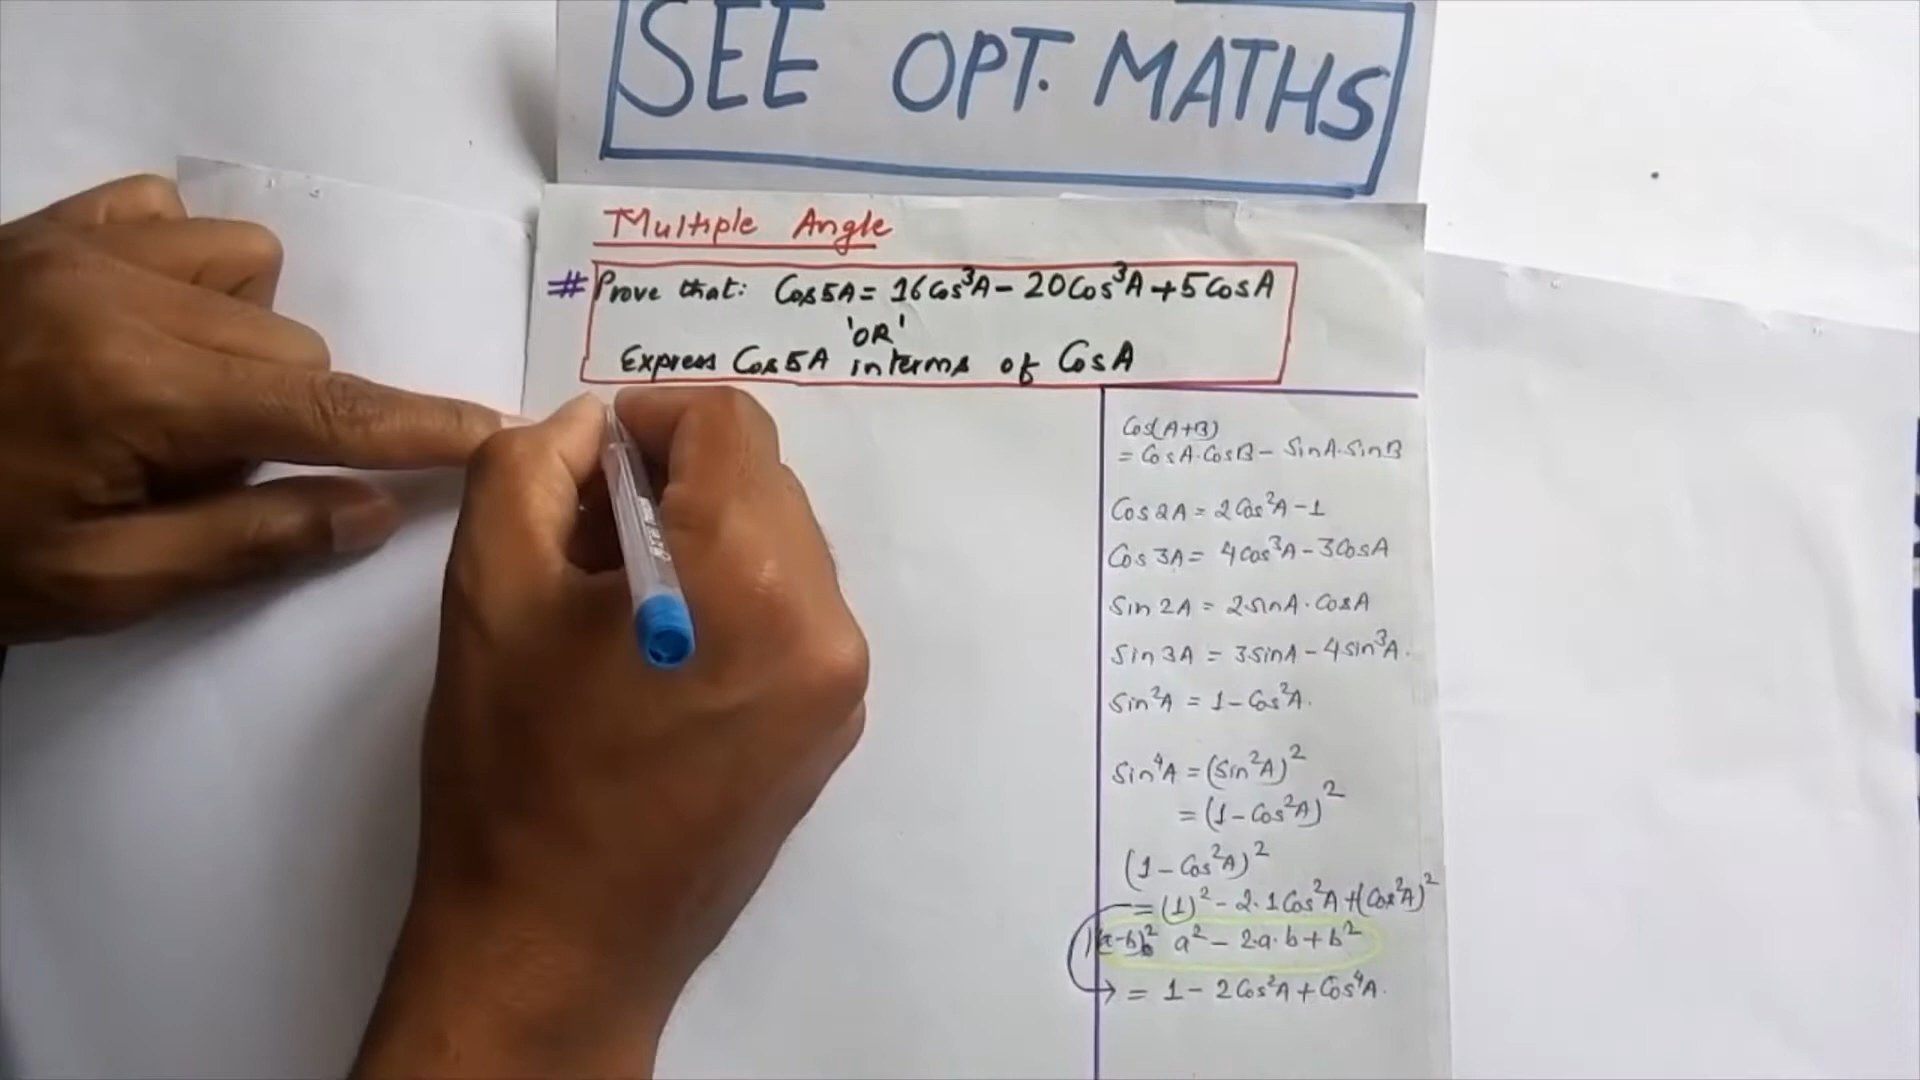 SEE OPT. MATHS
Multiple Angle
# Prove that: Cos5A = 16Cos³A - 20Cos³A + 5CosA
'OR'
Express Cos5A interms of CosA
Cos(A+B)
= CosA.CosB - SinA.SinB
Cos2A = 2Cos²A - 1
Cos3A = 4Cos³A - 3CosA
Sin2A = 2sinA.CosA
Sin3A = 3sinA - 4sin³A.
Sin²A = 1 - Cos²A.
Sin⁴A = (Sin²A)²
= (1 - Cos²A)²
(1 - Cos²A)²
= (1)² - 2.1Cos²A + (Cos²A)²
(a-b)² a² - 2.a.b + b²
= 1 - 2Cos²A + Cos⁴A.